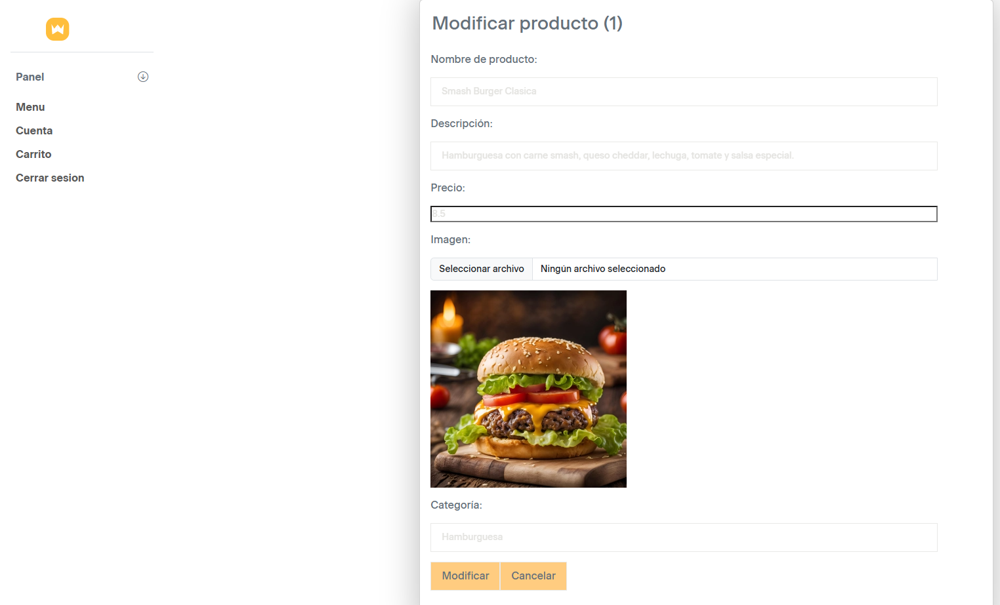 Panel
Menu
Cuenta
Carrito
Cerrar sesion
Modificar producto (1)
Nombre de producto:
Smash Burger Clasica
Descripción:
Hamburguesa con carne smash, queso cheddar, lechuga, tomate y salsa especial.
Precio:
8.5
Imagen:
Seleccionar archivo Ningún archivo seleccionado
Categoría:
Hamburguesa
Modificar Cancelar